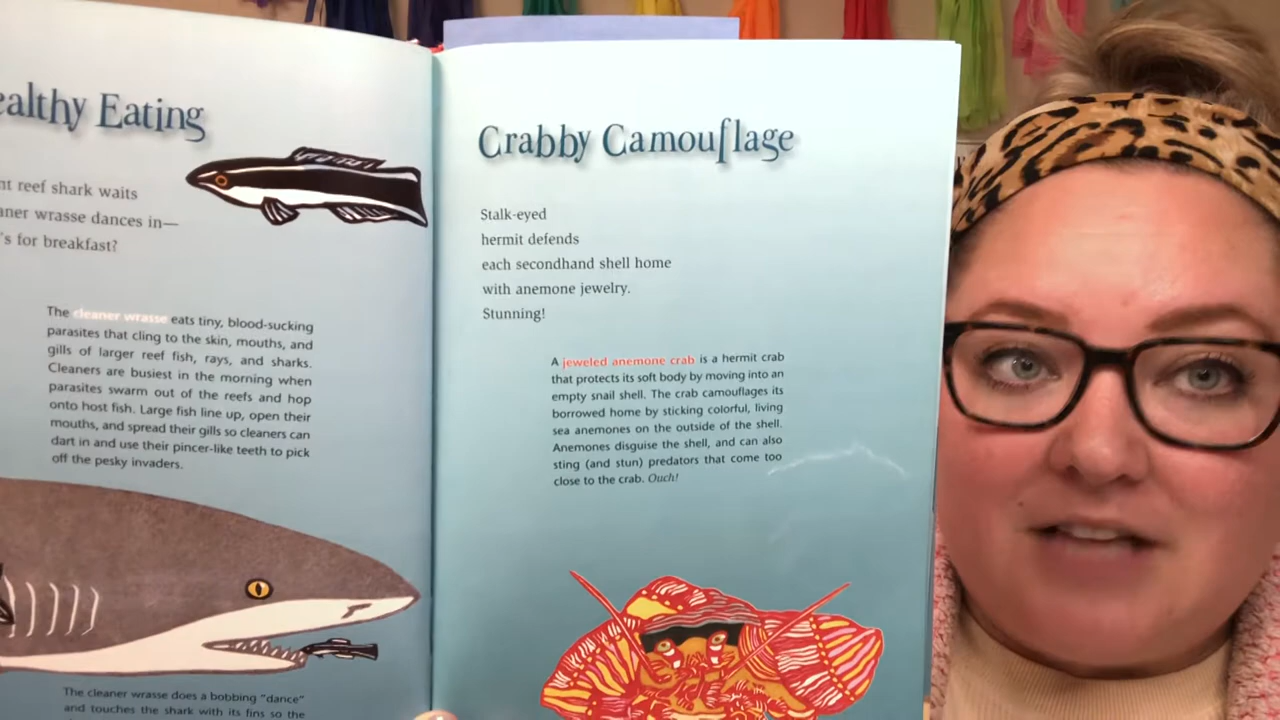 ealthy Eating
nt reef shark waits
aner wrasse dances in—
's for breakfast?
The cleaner wrasse eats tiny, blood-sucking
parasites that cling to the skin, mouths, and
gills of larger reef fish, rays, and sharks.
Cleaners are busiest in the morning when
parasites swarm out of the reefs and hop
onto host fish. Large fish line up, open their
mouths, and spread their gills so cleaners can
dart in and use their pincer-like teeth to pick
off the pesky invaders.
The cleaner wrasse does a bobbing "dance"
and touches the shark with its fins so the
Crabby Camouflage
Stalk-eyed
hermit defends
each secondhand shell home
with anemone jewelry.
Stunning!
A jeweled anemone crab is a hermit crab
that protects its soft body by moving into an
empty snail shell. The crab camouflages its
borrowed home by sticking colorful, living
sea anemones on the outside of the shell.
Anemones disguise the shell, and can also
sting (and stun) predators that come too
close to the crab. Ouch!